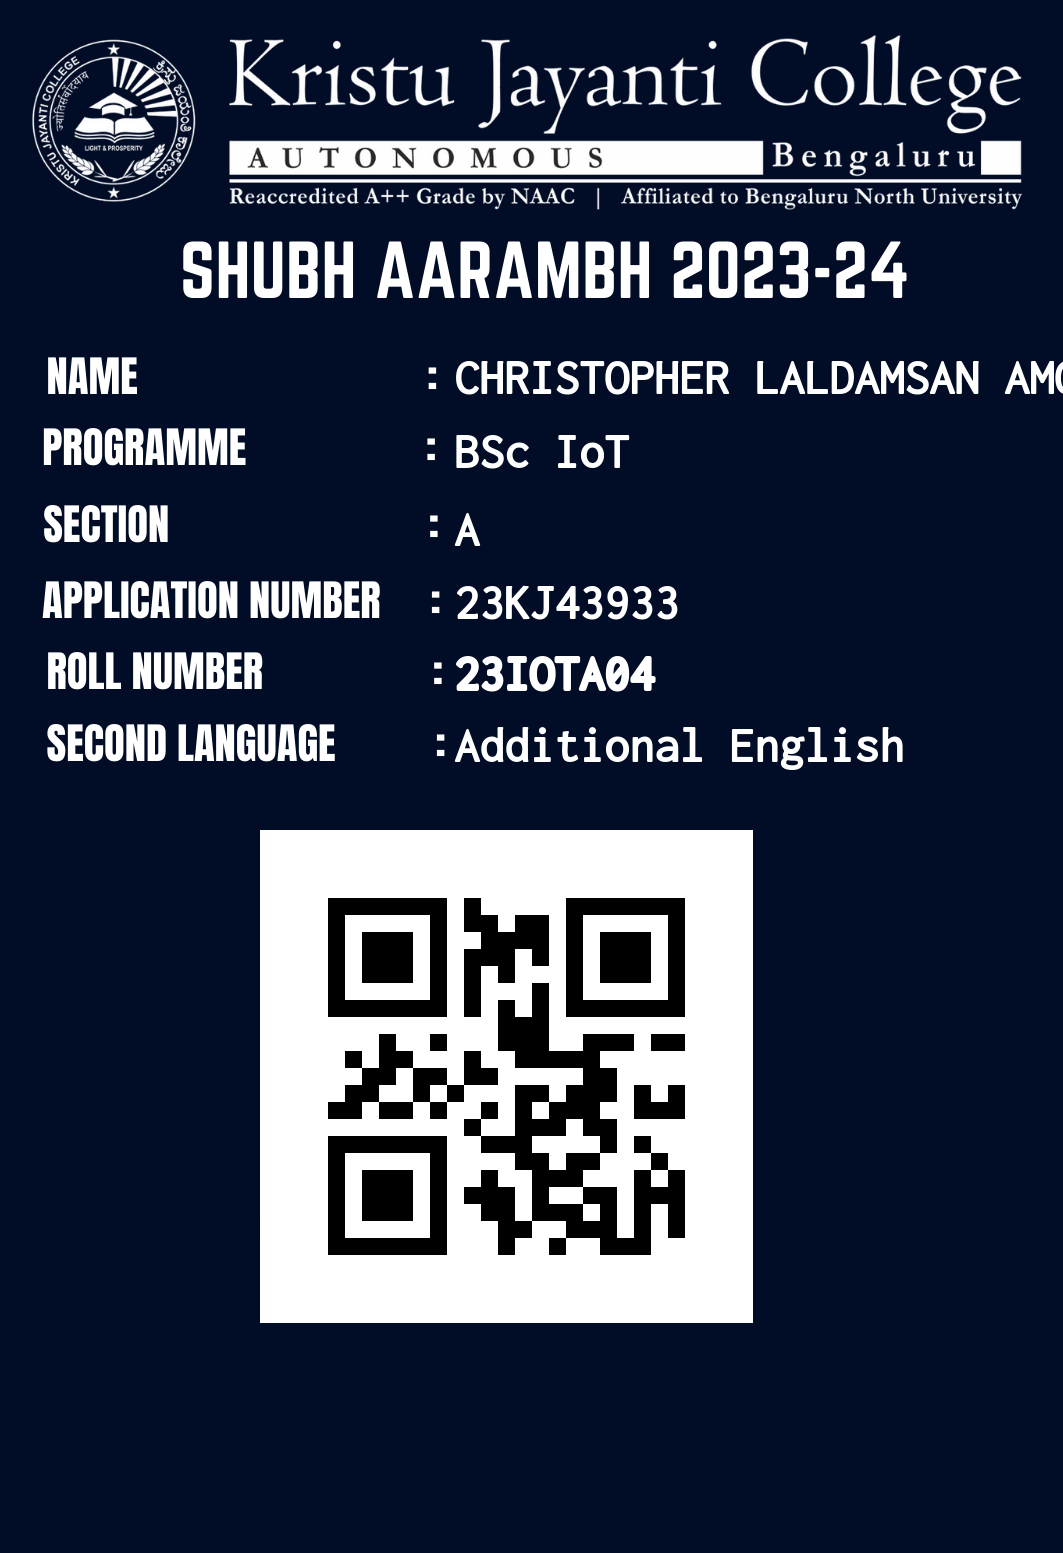 Kristu Jayanti College
AUTONOMOUS Bengaluru
Reaccredited A++ Grade by NAAC | Affiliated to Bengaluru North University
KRISTU JAYANTI COLLEGE
ಕ್ರಿಸ್ತು ಜಯಂತಿ ಕಾಲೇಜು
LIGHT & PROSPERITY
SHUBH AARAMBH 2023-24
NAME : CHRISTOPHER LALDAMSAN AMO
PROGRAMME : BSc IoT
SECTION : A
APPLICATION NUMBER : 23KJ43933
ROLL NUMBER : 23IOTA04
SECOND LANGUAGE : Additional English